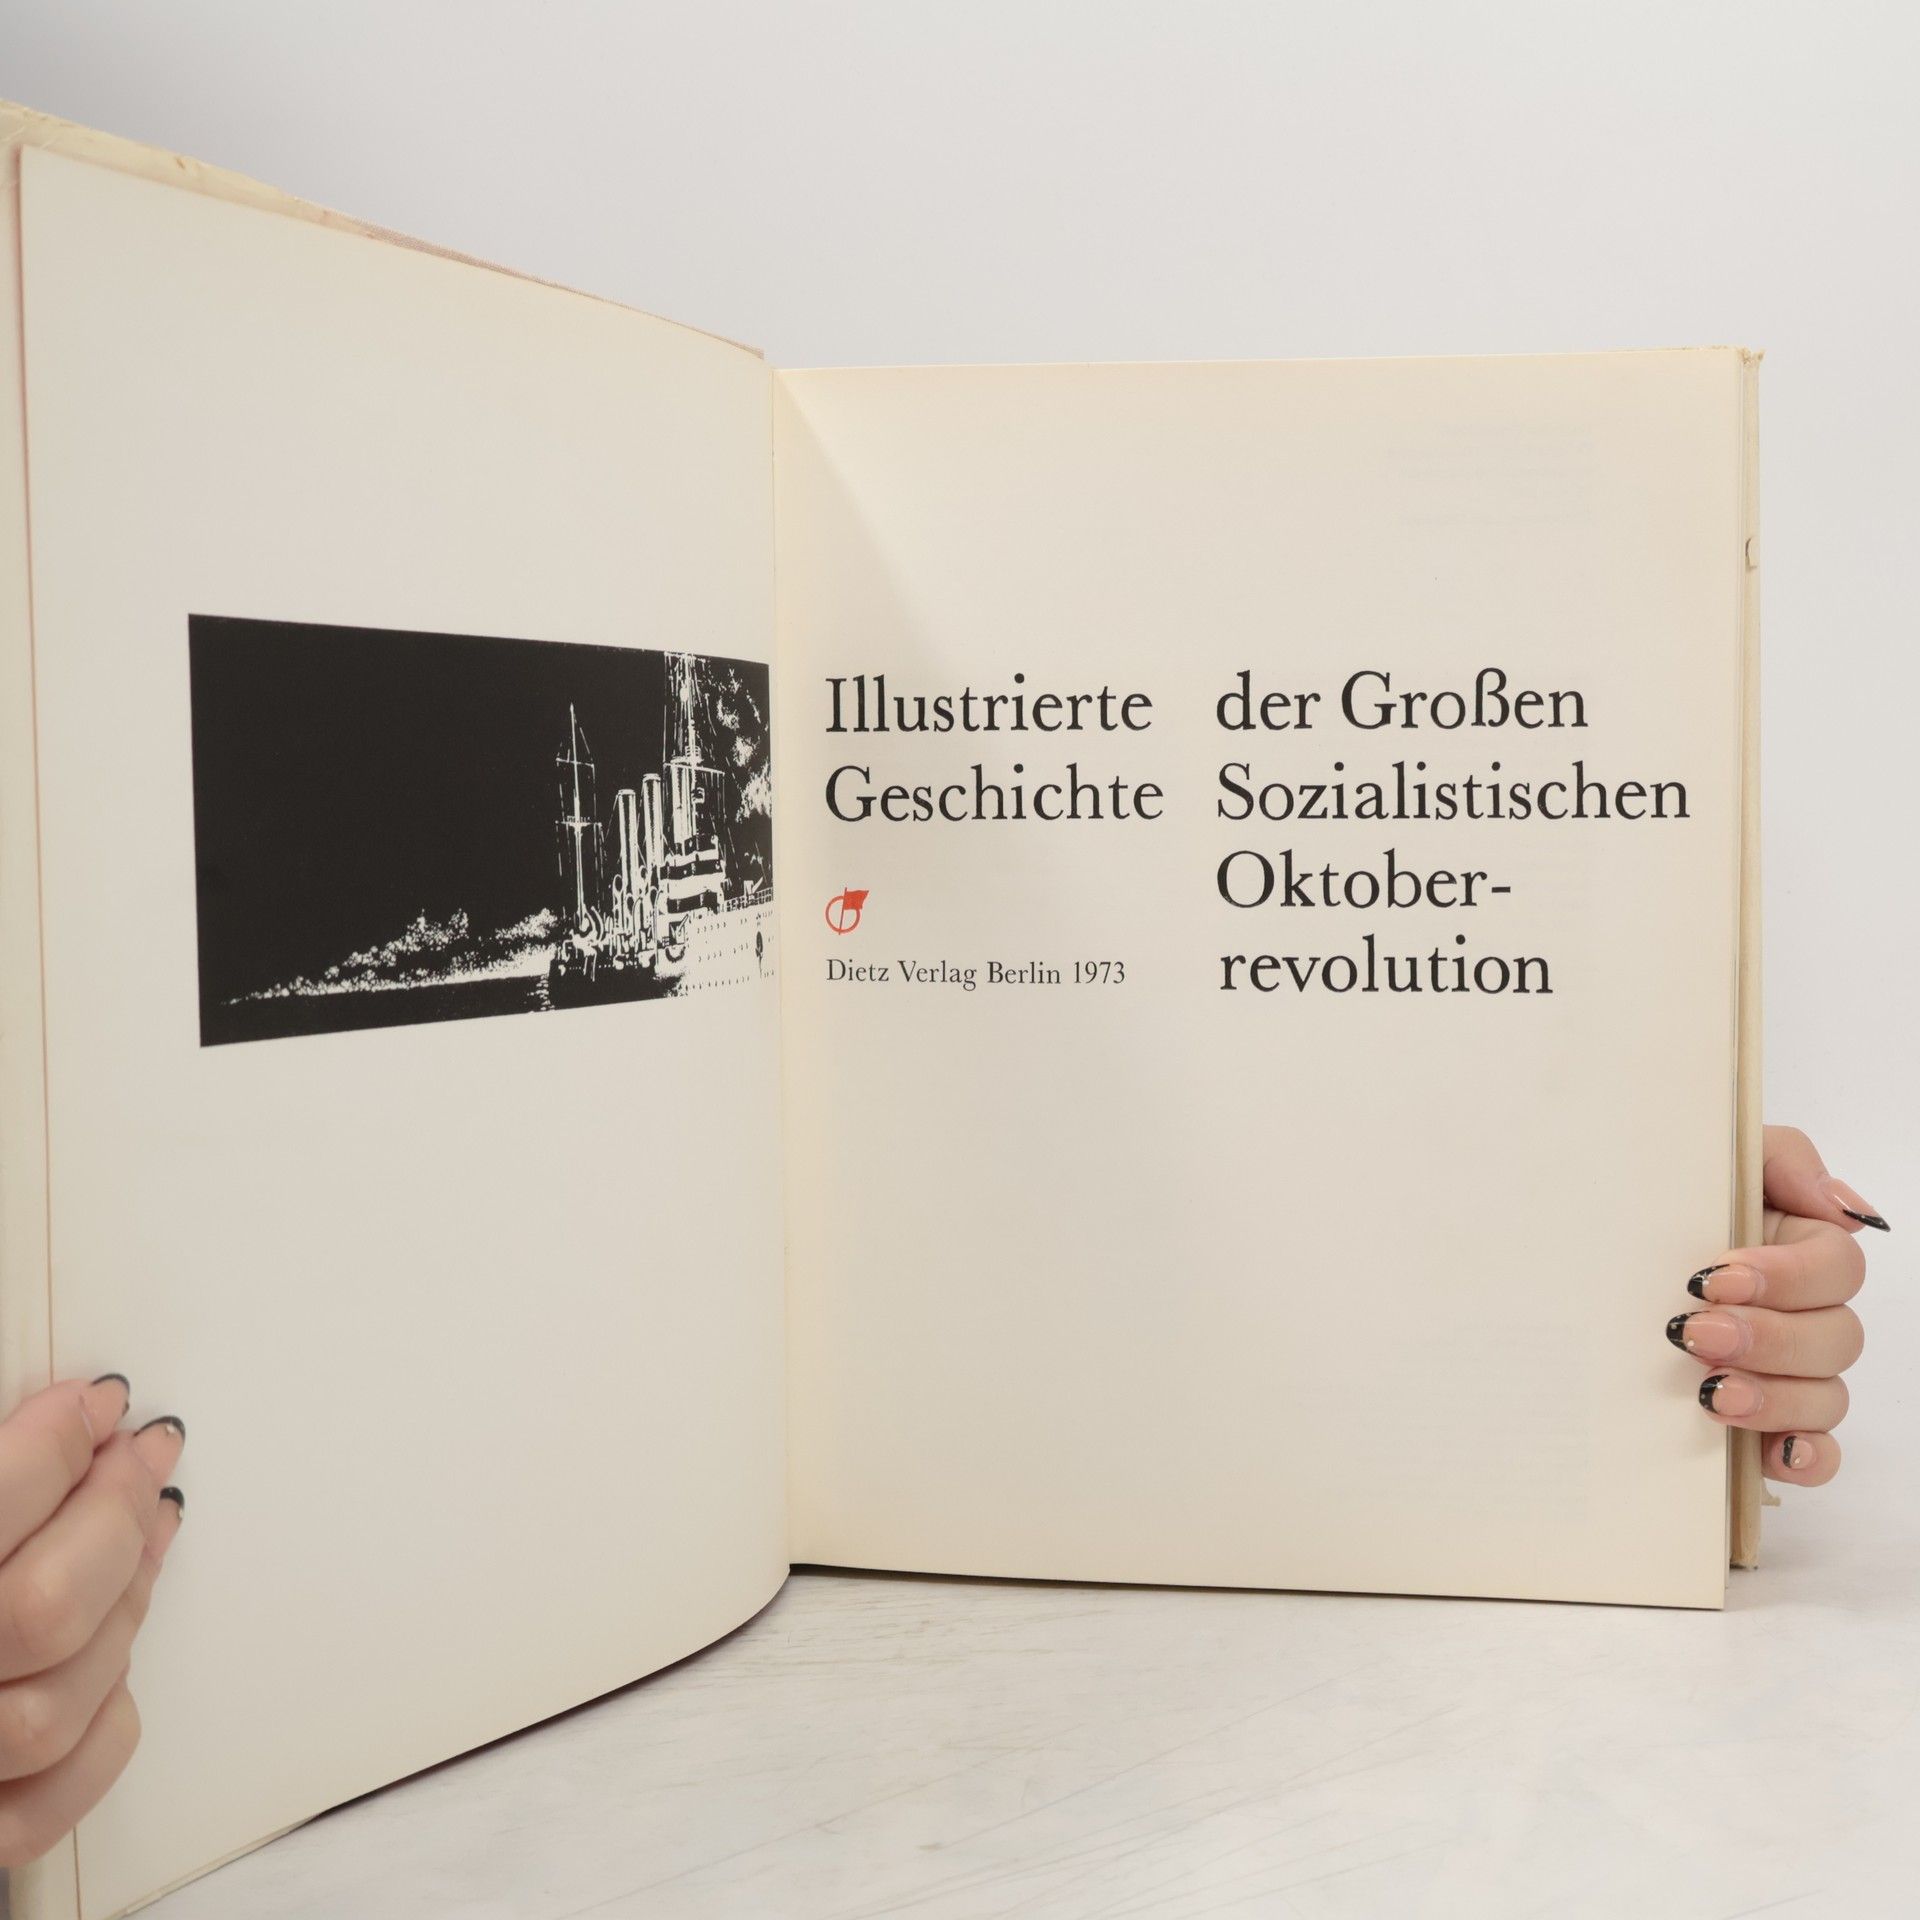 Illustrierte
Geschichte
der Großen
Sozialistischen
Oktober-
revolution
Dietz Verlag Berlin 1973